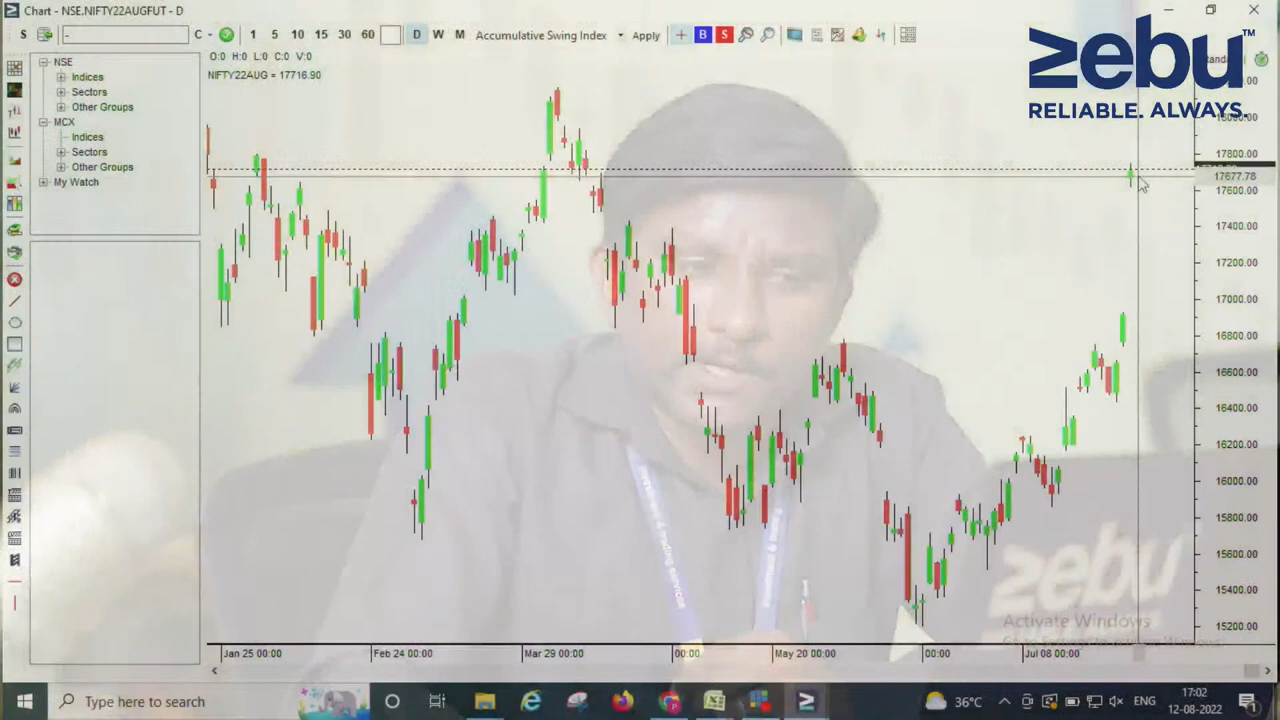 Chart - NSE.NIFTY22AUGFUT - D
S - C 1 5 10 15 30 60 D W M Accumulative Swing Index Apply B S
zebu™
RELIABLE. ALWAYS.
O:0 H:0 L:0 C:0 V:0
NIFTY22AUG = 17716.90
NSE
Indices
Sectors
Other Groups
MCX
Indices
Sectors
Other Groups
My Watch
17800.00
17677.78
17600.00
17400.00
17200.00
17000.00
16800.00
16600.00
16400.00
16200.00
16000.00
15800.00
15600.00
15400.00
15200.00
investment & trading services
zebu
Activate Windows
Jan 25 00:00 Feb 24 00:00 Mar 29 00:00 00:00 May 20 00:00 00:00 Jul 08 00:00
Type here to search
36°C
ENG
17:02
12-08-2022
1